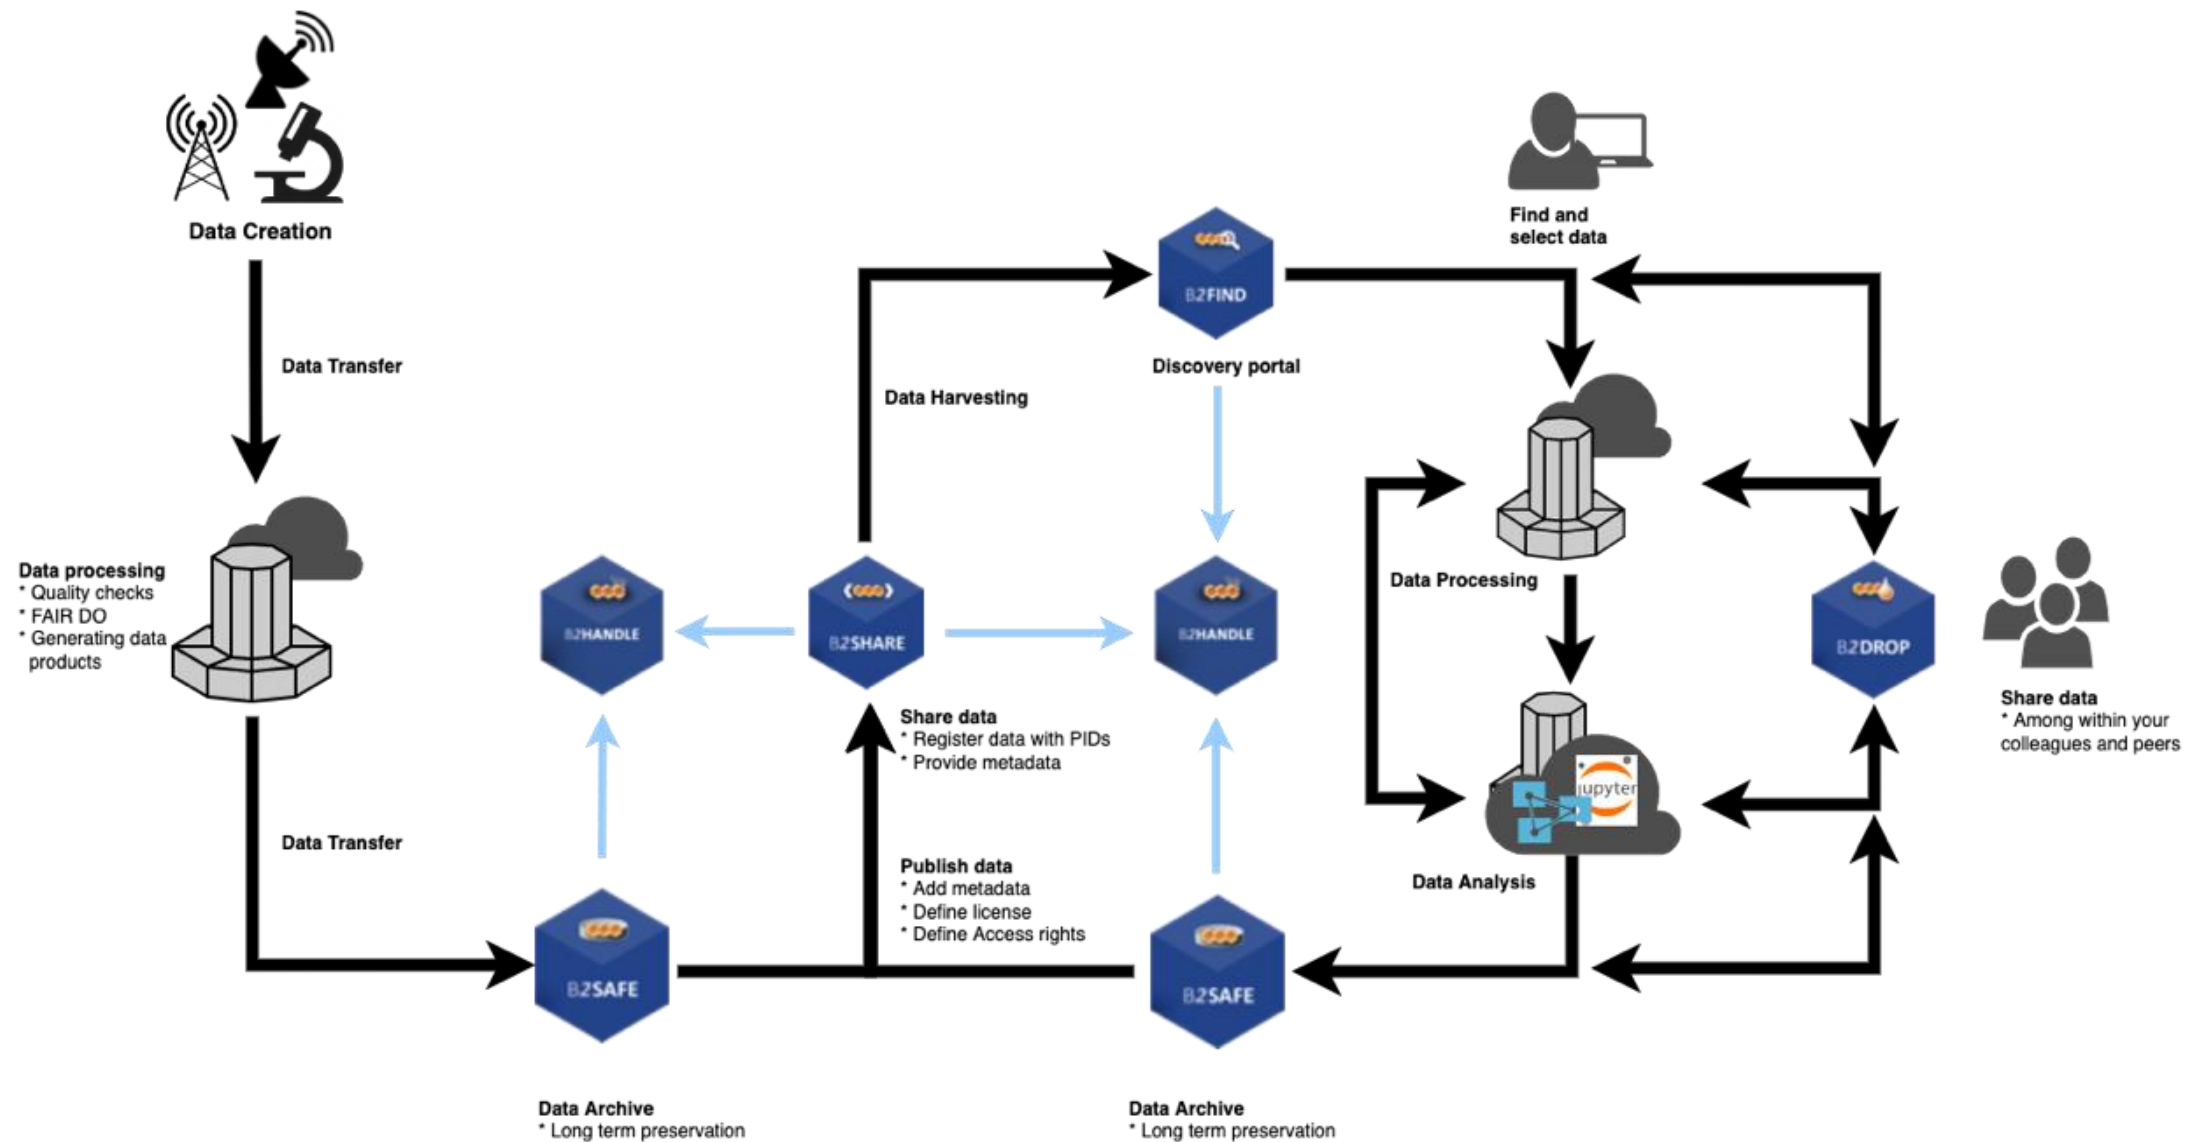 Data Creation
Data Transfer
Data processing
* Quality checks
* FAIR DO
* Generating data
products
Data Transfer
B2HANDLE
B2SAFE
Data Archive
* Long term preservation
B2SHARE
Data Harvesting
Share data
* Register data with PIDs
* Provide metadata
Publish data
* Add metadata
* Define license
* Define Access rights
B2FIND
Discovery portal
B2HANDLE
B2SAFE
Data Archive
* Long term preservation
Find and
select data
Data Processing
jupyter
Data Analysis
B2DROP
Share data
* Among within your
colleagues and peers